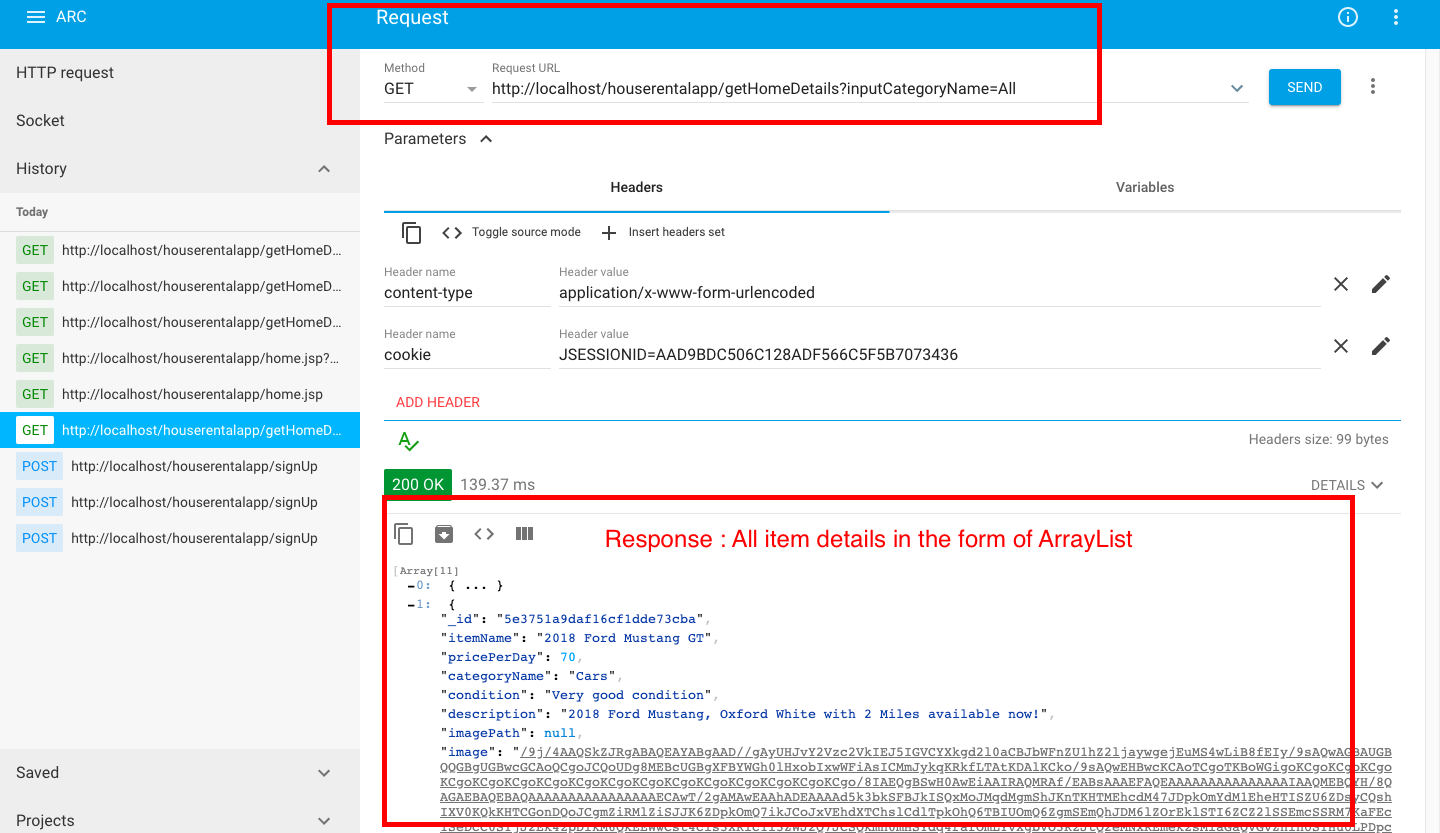 ARC
Request
HTTP request
Socket
History
Today
GET http://localhost/houserentalapp/getHomeD...
GET http://localhost/houserentalapp/getHomeD...
GET http://localhost/houserentalapp/getHomeD...
GET http://localhost/houserentalapp/home.jsp?...
GET http://localhost/houserentalapp/home.jsp
GET http://localhost/houserentalapp/getHomeD...
POST http://localhost/houserentalapp/signUp
POST http://localhost/houserentalapp/signUp
POST http://localhost/houserentalapp/signUp
Saved
Projects
Method
GET
Request URL
http://localhost/houserentalapp/getHomeDetails?inputCategoryName=All
SEND
Parameters
Headers Variables
Toggle source mode Insert headers set
Header name Header value
content-type application/x-www-form-urlencoded
Header name Header value
cookie JSESSIONID=AAD9BDC506C128ADF566C5F5B7073436
ADD HEADER
Headers size: 99 bytes
200 OK 139.37 ms DETAILS
Response : All item details in the form of ArrayList
[Array[11]
-0: { ... }
-1: {
"_id": "5e3751a9daf16cf1dde73cba",
"itemName": "2018 Ford Mustang GT",
"pricePerDay": 70,
"categoryName": "Cars",
"condition": "Very good condition",
"description": "2018 Ford Mustang, Oxford White with 2 Miles available now!",
"imagePath": null,
"image":